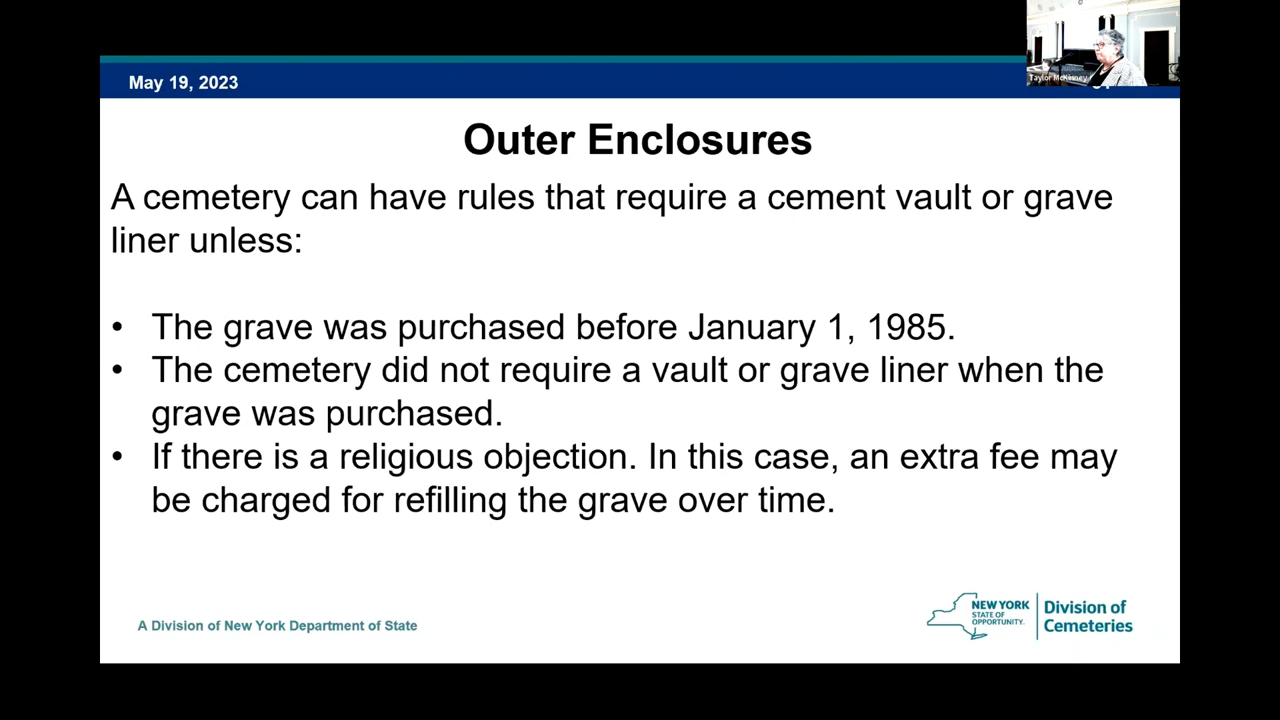 May 19, 2023
Taylor McKinney
Outer Enclosures
A cemetery can have rules that require a cement vault or grave
liner unless:
• The grave was purchased before January 1, 1985.
• The cemetery did not require a vault or grave liner when the
grave was purchased.
• If there is a religious objection. In this case, an extra fee may
be charged for refilling the grave over time.
A Division of New York Department of State
NEW YORK
STATE OF
OPPORTUNITY.
Division of
Cemeteries